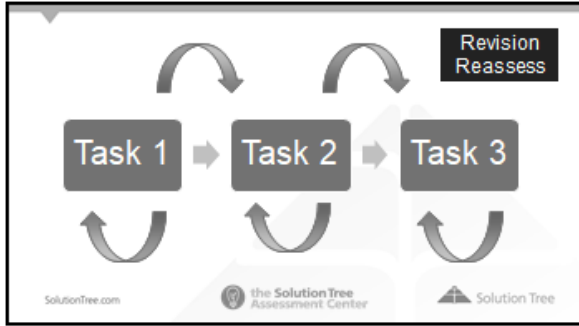 Revision
Reassess
Task 1
Task 2
Task 3
SolutionTree.com
the Solution Tree
Assessment Center
Solution Tree